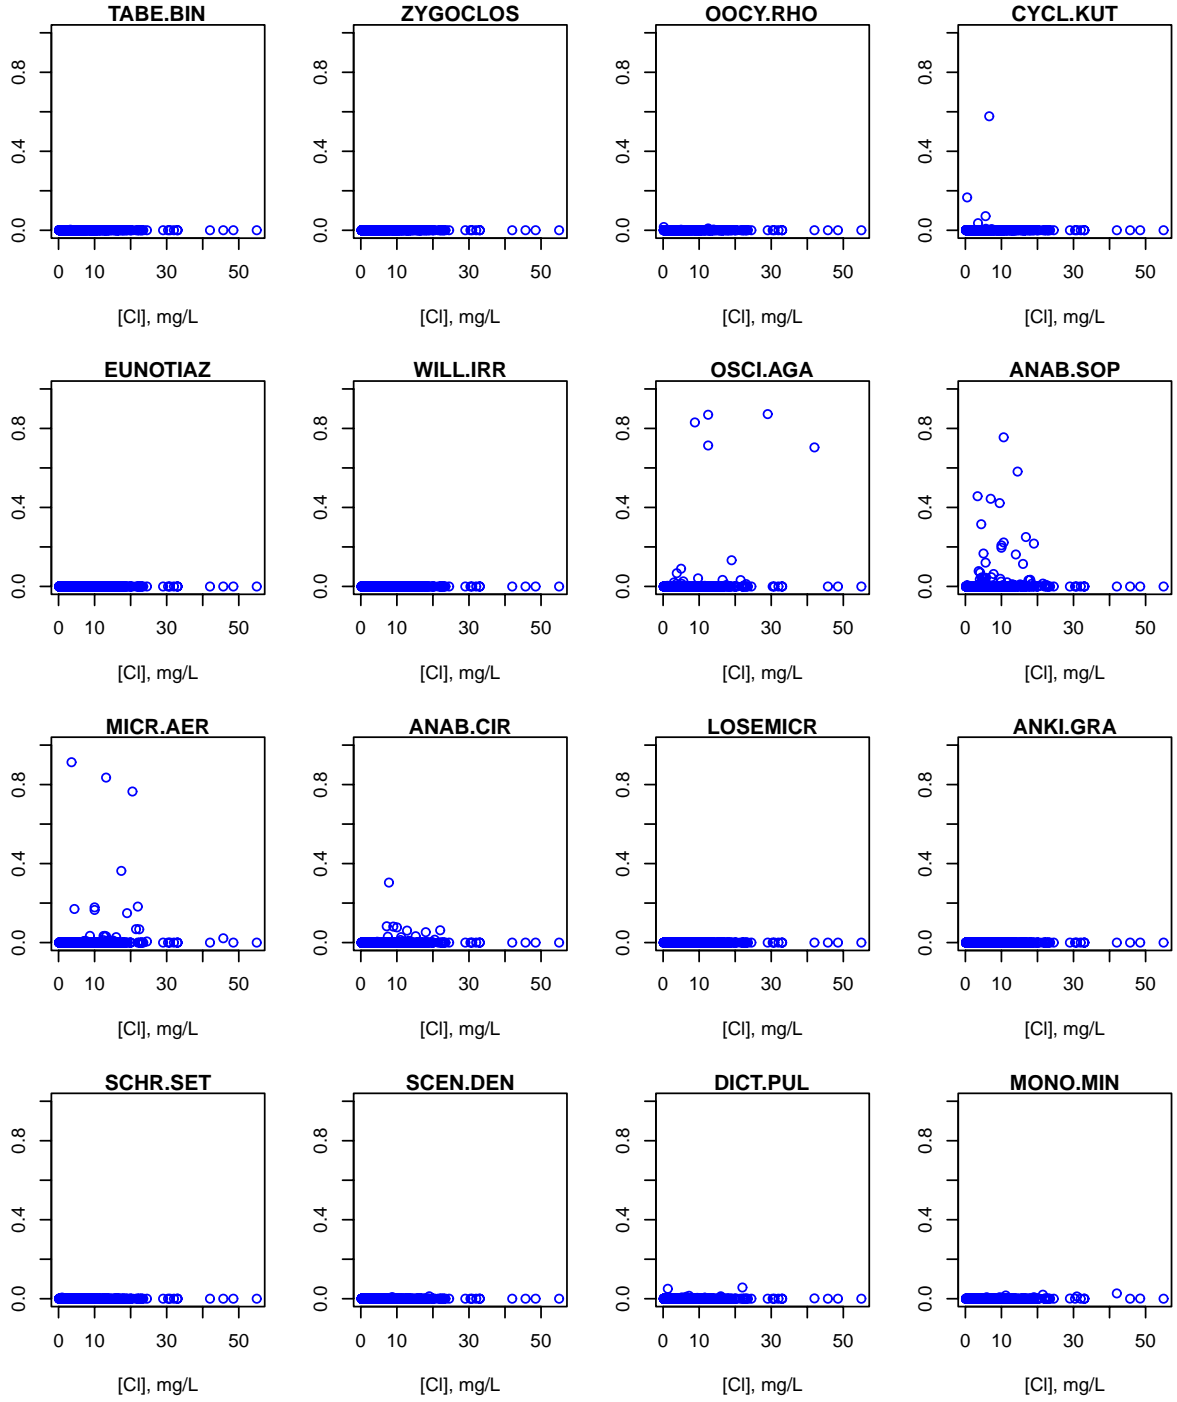 TABE.BIN ZYGOCLOS OOCY.RHO CYCL.KUT
0.8 0.8 0.8 0.8
0.4 0.4 0.4 0.4
0.0 0.0 0.0 0.0
0 10 30 50 0 10 30 50 0 10 30 50 0 10 30 50
[Cl], mg/L [Cl], mg/L [Cl], mg/L [Cl], mg/L
EUNOTIAZ WILL.IRR OSCI.AGA ANAB.SOP
0.8 0.8 0.8 0.8
0.4 0.4 0.4 0.4
0.0 0.0 0.0 0.0
0 10 30 50 0 10 30 50 0 10 30 50 0 10 30 50
[Cl], mg/L [Cl], mg/L [Cl], mg/L [Cl], mg/L
MICR.AER ANAB.CIR LOSEMICR ANKI.GRA
0.8 0.8 0.8 0.8
0.4 0.4 0.4 0.4
0.0 0.0 0.0 0.0
0 10 30 50 0 10 30 50 0 10 30 50 0 10 30 50
[Cl], mg/L [Cl], mg/L [Cl], mg/L [Cl], mg/L
SCHR.SET SCEN.DEN DICT.PUL MONO.MIN
0.8 0.8 0.8 0.8
0.4 0.4 0.4 0.4
0.0 0.0 0.0 0.0
0 10 30 50 0 10 30 50 0 10 30 50 0 10 30 50
[Cl], mg/L [Cl], mg/L [Cl], mg/L [Cl], mg/L